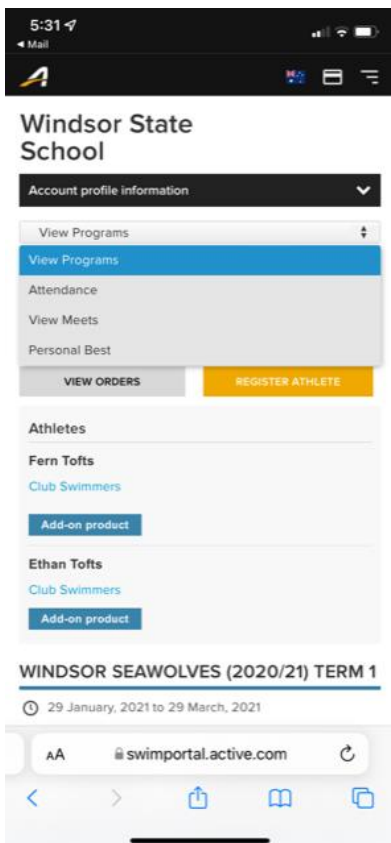 5:31
◄ Mail
Windsor State
School
Account profile information
View Programs
View Programs
Attendance
View Meets
Personal Best
VIEW ORDERS
REGISTER ATHLETE
Athletes
Fern Tofts
Club Swimmers
Add-on product
Ethan Tofts
Club Swimmers
Add-on product
WINDSOR SEAWOLVES (2020/21) TERM 1
29 January, 2021 to 29 March, 2021
AA
swimportal.active.com